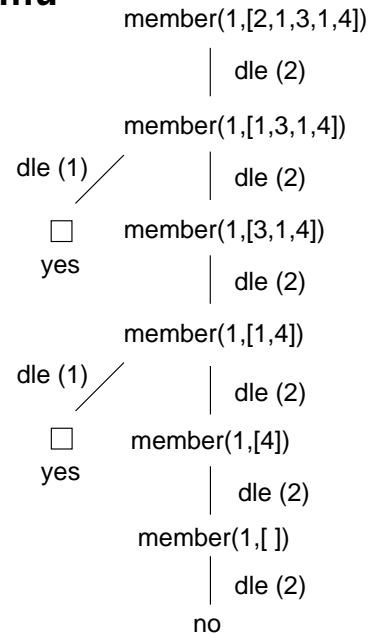 member(1,[2,1,3,1,4])
dle (2)
member(1,[1,3,1,4])
dle (1)
dle (2)
yes
member(1,[3,1,4])
dle (2)
member(1,[1,4])
dle (1)
dle (2)
yes
member(1,[4])
dle (2)
member(1,[ ])
dle (2)
no